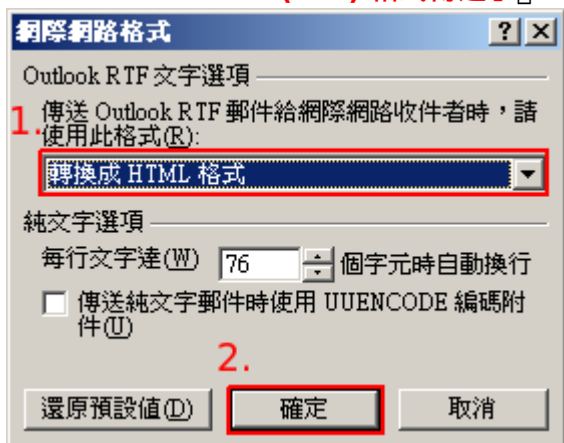 網際網路格式
Outlook RTF 文字選項
1.
傳送 Outlook RTF 郵件給網際網路收件者時，請
使用此格式(R):
轉換成 HTML 格式
純文字選項
每行文字達(W) 76 個字元時自動換行
傳送純文字郵件時使用 UUENCODE 編碼附
件(U)
2.
還原預設值(D) 確定 取消